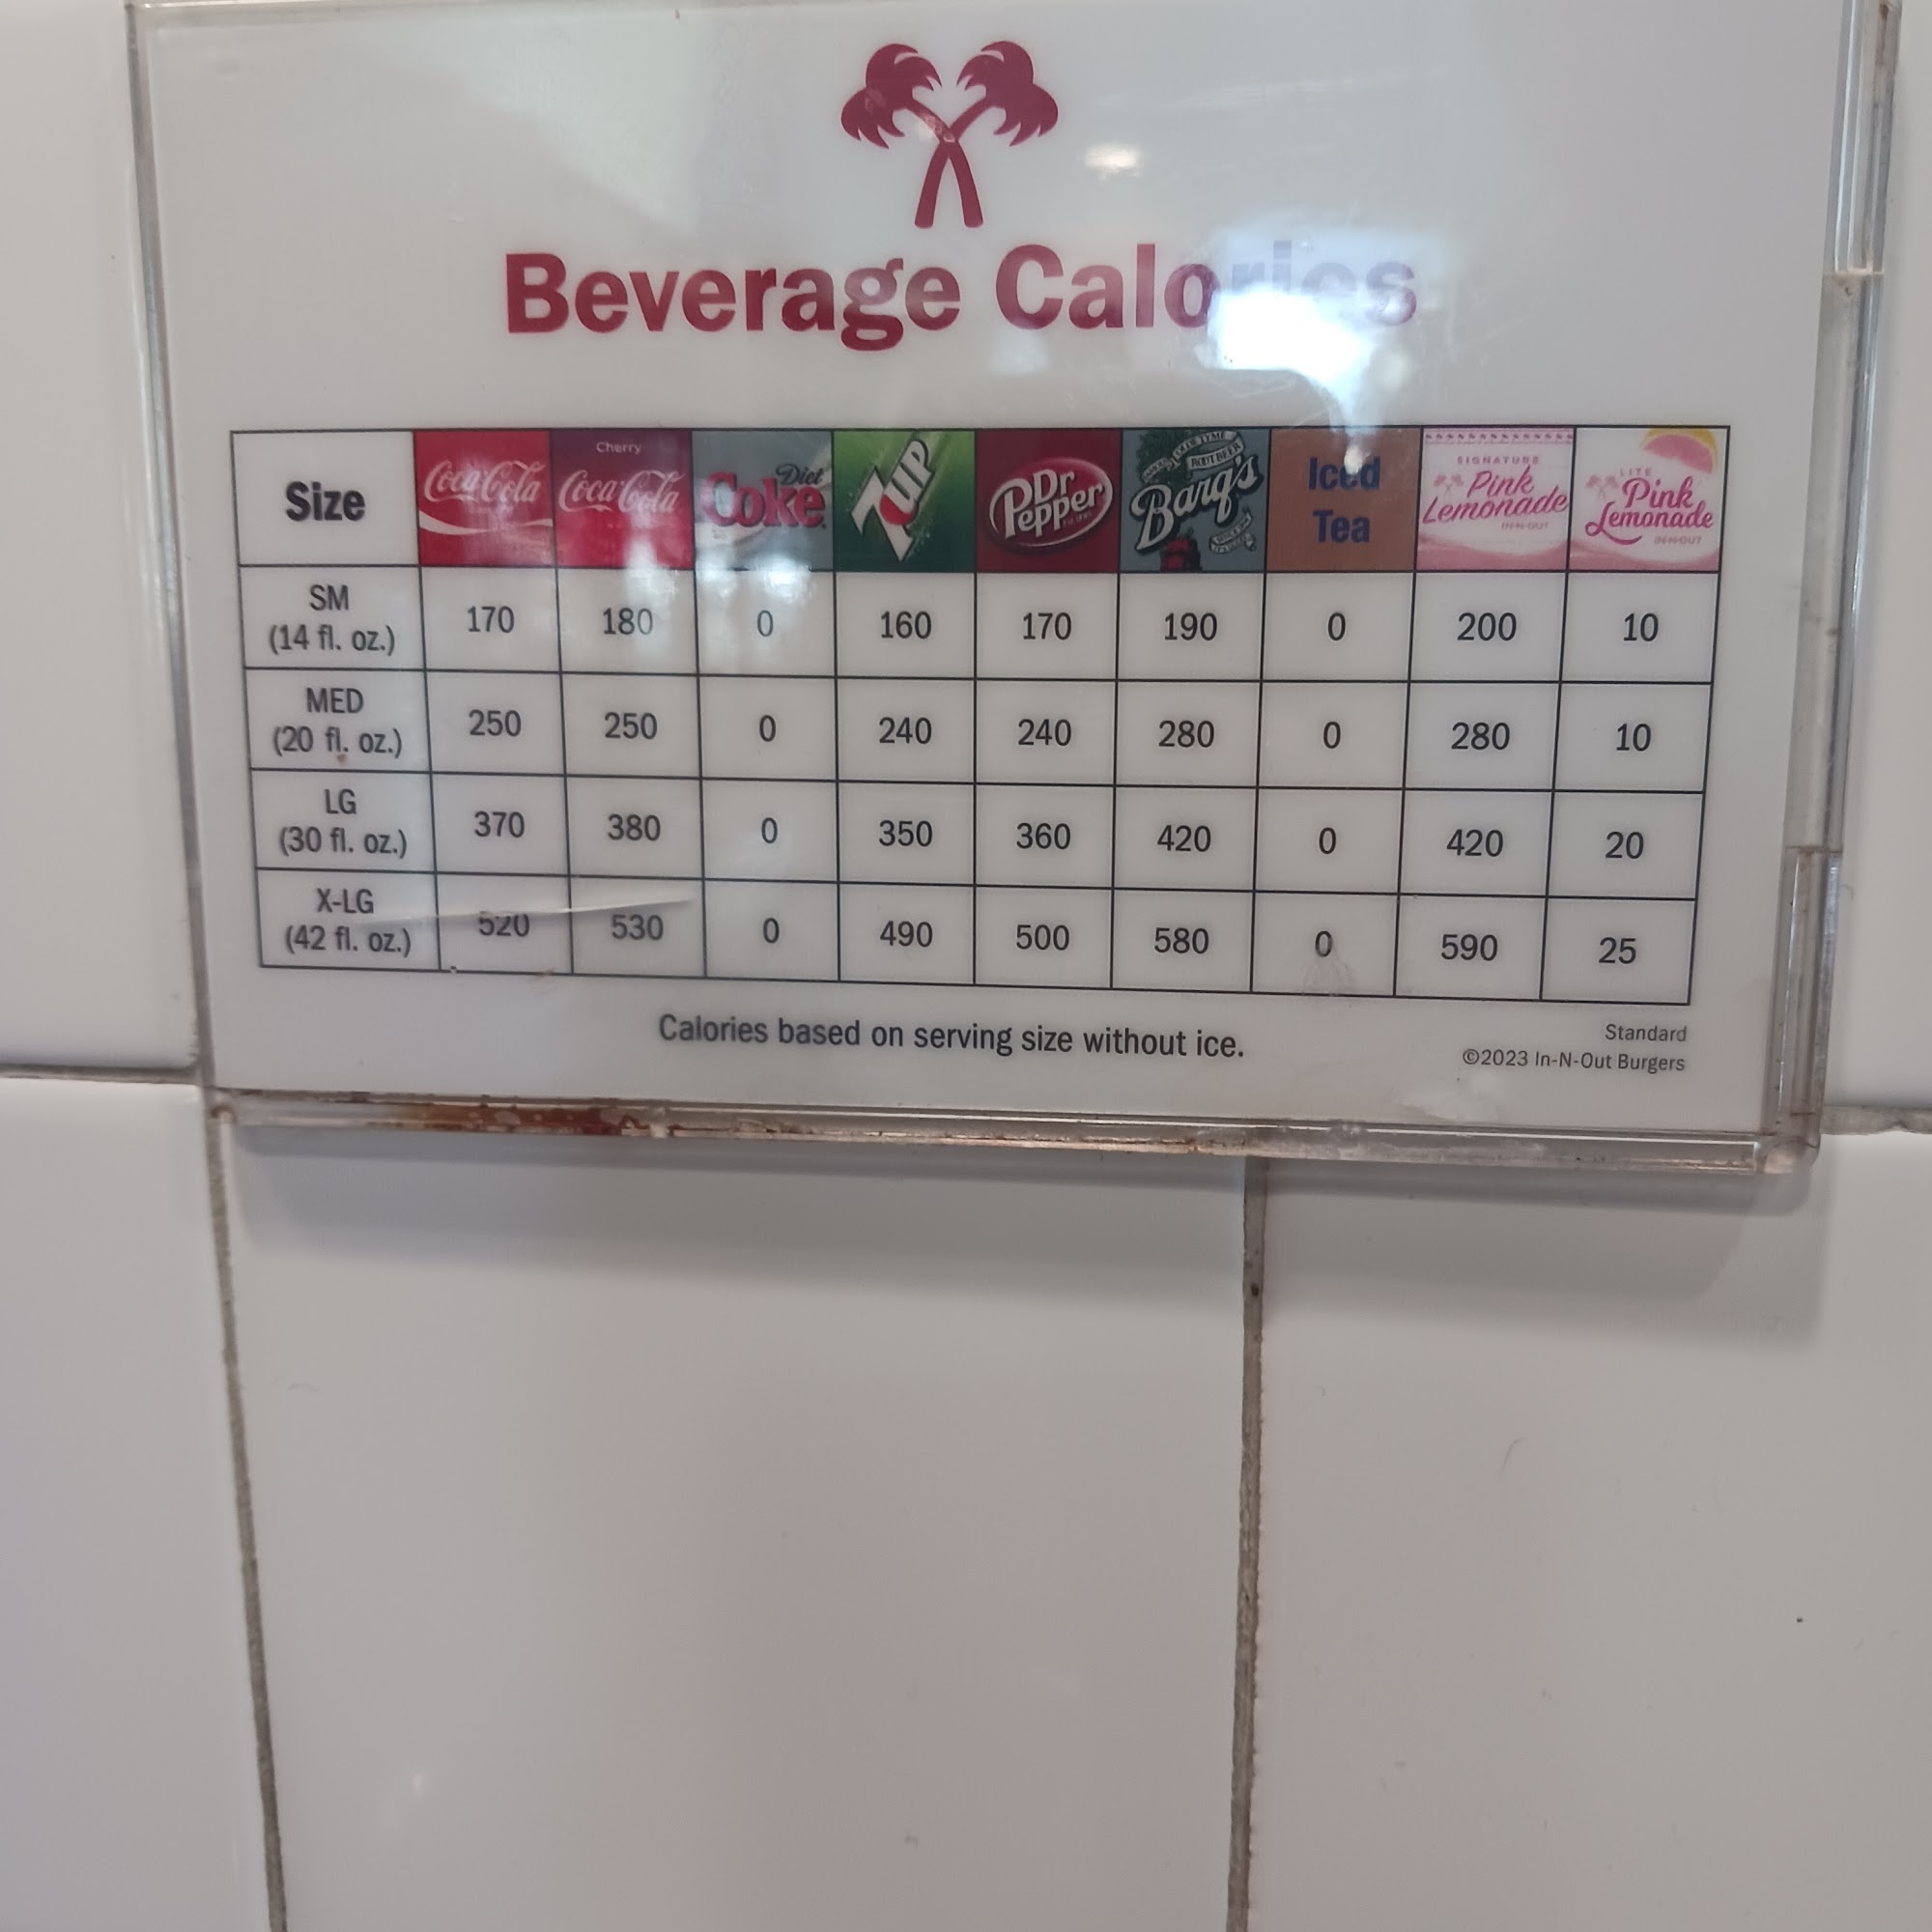 Beverage Calories
Size Coca-Cola Cherry Coca-Cola Diet Coke 7UP Dr Pepper Barq's Iced Tea SIGNATURE Pink Lemonade IN-N-OUT LITE Pink Lemonade IN-N-OUT
SM (14 fl. oz.) 170 180 0 160 170 190 0 200 10
MED (20 fl. oz.) 250 250 0 240 240 280 0 280 10
LG (30 fl. oz.) 370 380 0 350 360 420 0 420 20
X-LG (42 fl. oz.) 520 530 0 490 500 580 0 590 25
Calories based on serving size without ice.
Standard
©2023 In-N-Out Burgers